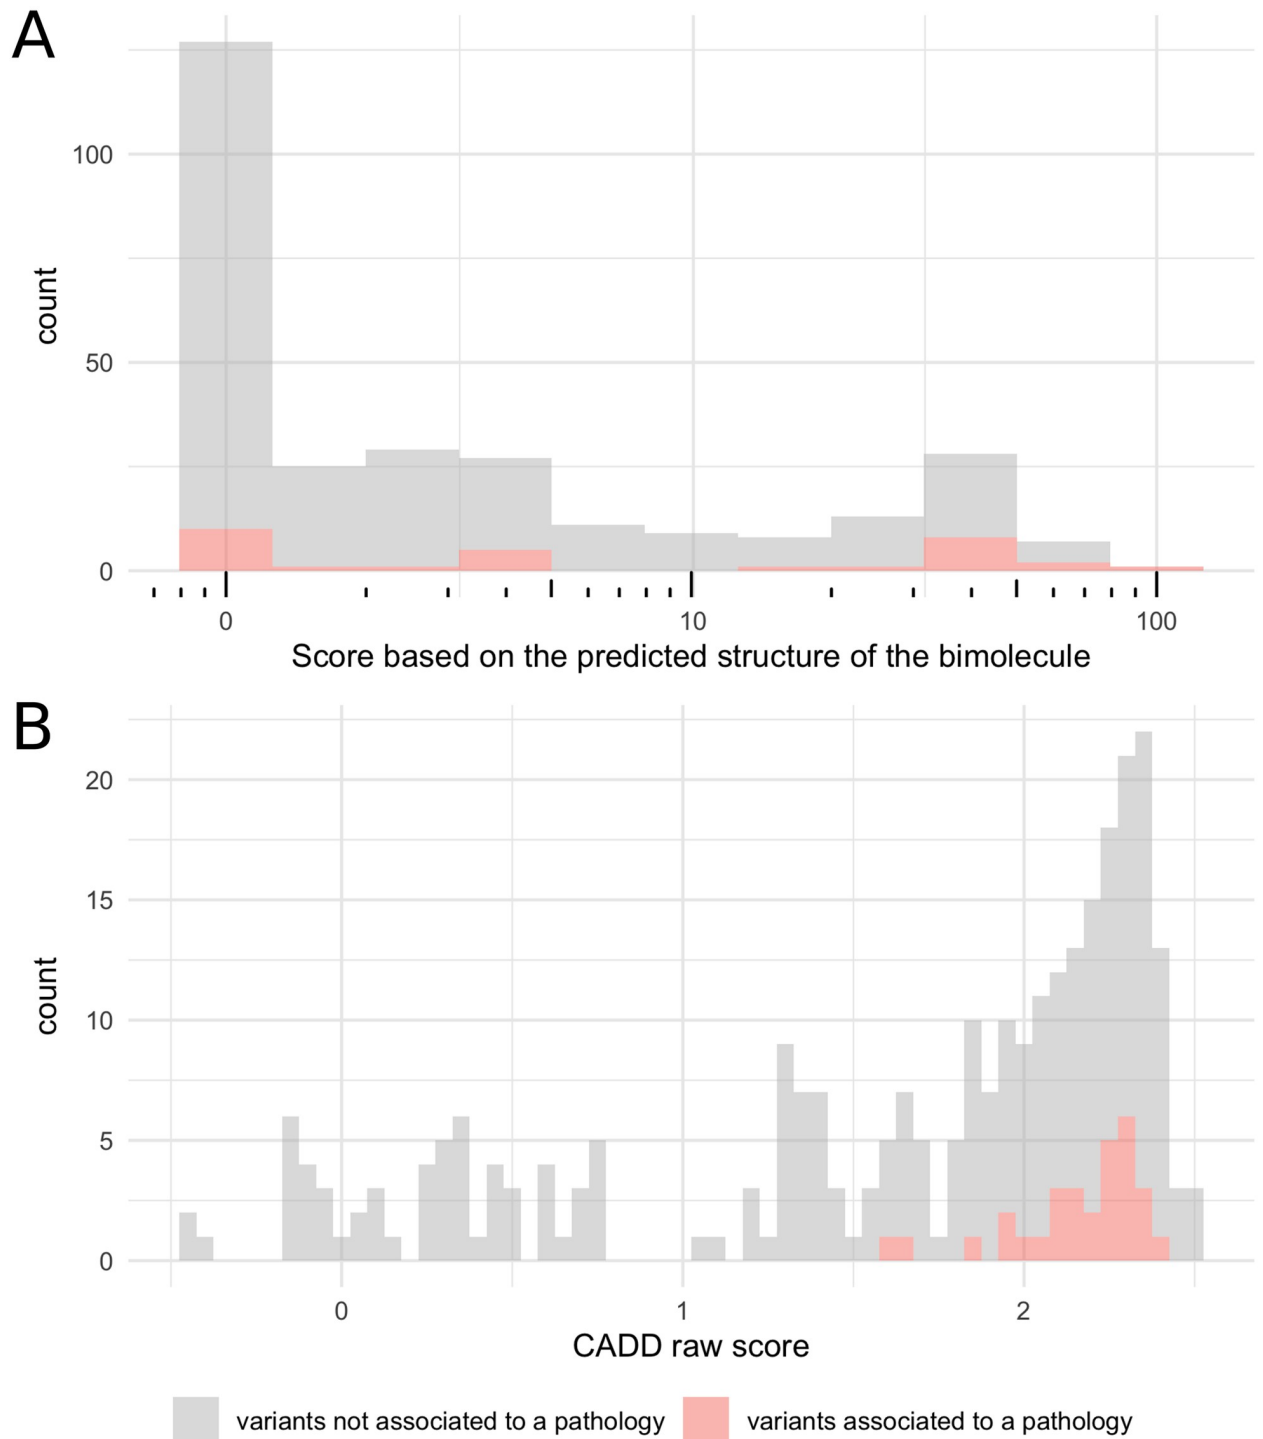 A
count
100
50
0
0 10 100
Score based on the predicted structure of the bimolecule
B
count
20
15
10
5
0
0 1 2
CADD raw score
variants not associated to a pathology variants associated to a pathology